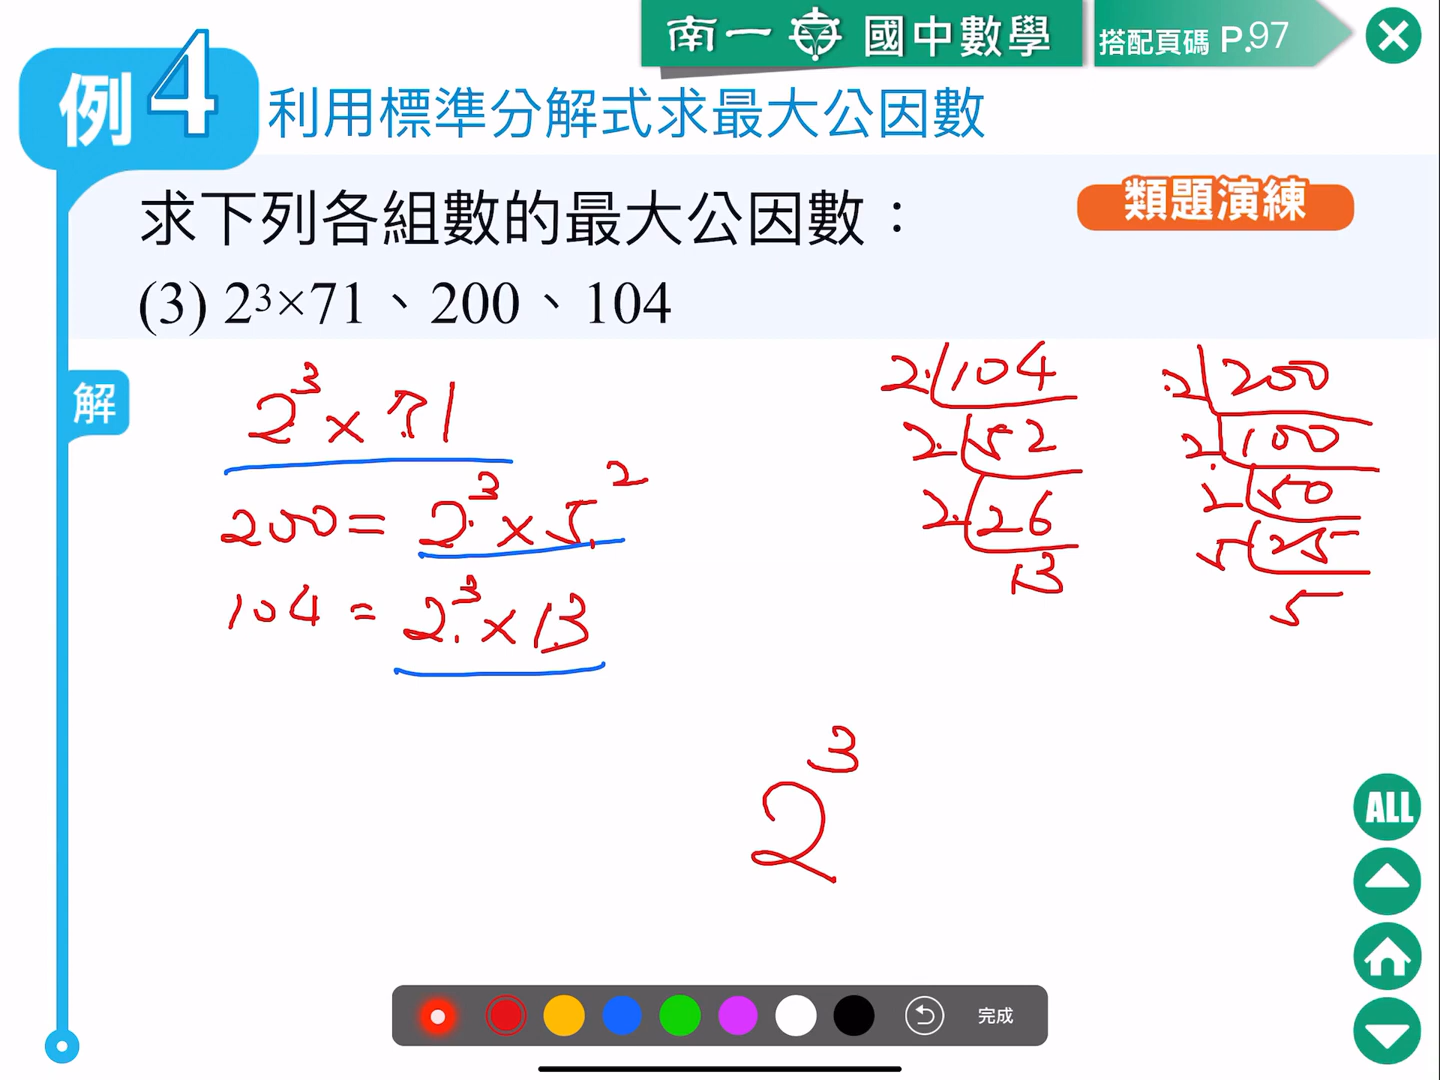 南一 國中數學
搭配頁碼 P.97
例4 利用標準分解式求最大公因數
求下列各組數的最大公因數：
類題演練
(3) 2³×71、200、104
解
2³×71
200=2³×5²
104=2³×13
2 104
2 52
2 26
13
2 200
2 100
2 50
5 25
5
2³
ALL
完成